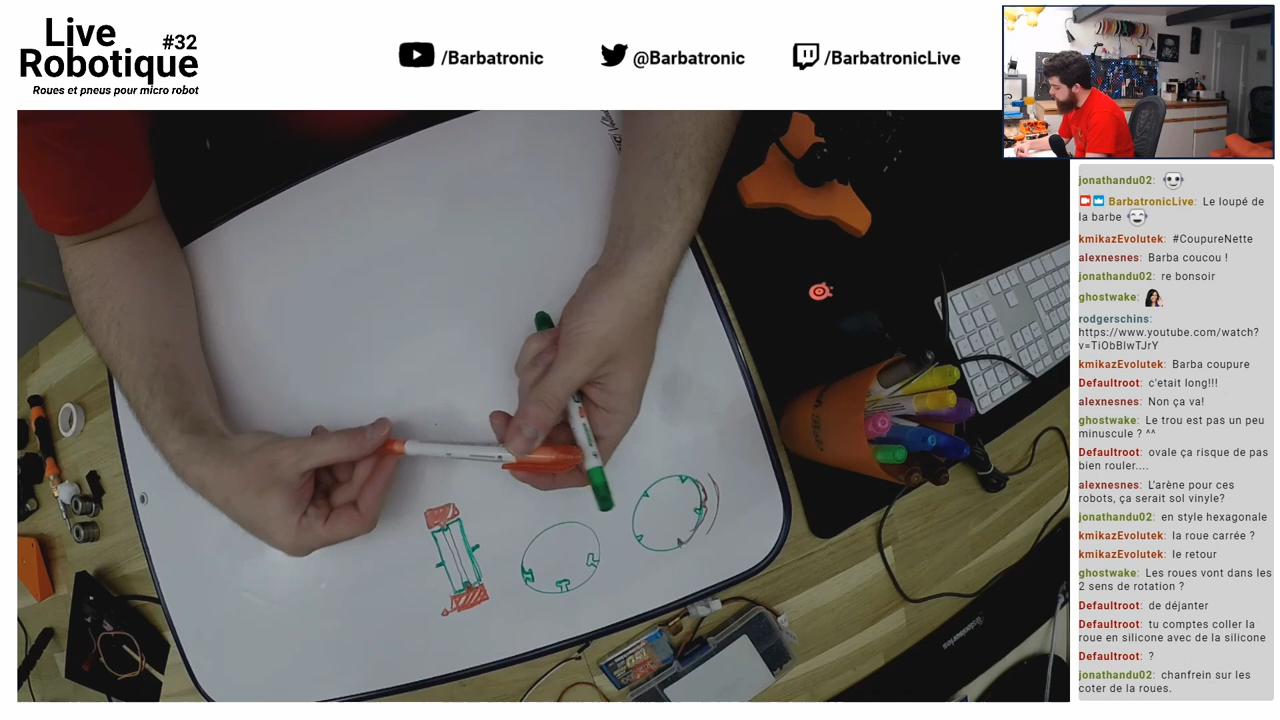 Live
Robotique
#32
Roues et pneus pour micro robot
/Barbatronic
@Barbatronic
/BarbatronicLive
jonathandu02:
BarbatronicLive: Le loupé de
la barbe
kmikazEvolutek: #CoupureNette
alexnesnes: Barba coucou !
jonathandu02: re bonsoir
ghostwake:
rodgerschins:
https://www.youtube.com/watch?
v=TiObBlwTJrY
kmikazEvolutek: Barba coupure
Defaultroot: c'etait long!!!
alexnesnes: Non ça va!
ghostwake: Le trou est pas un peu
minuscule ? ^^
Defaultroot: ovale ça risque de pas
bien rouler....
alexnesnes: L'arène pour ces
robots, ça serait sol vinyle?
jonathandu02: en style hexagonale
kmikazEvolutek: la roue carrée ?
kmikazEvolutek: le retour
ghostwake: Les roues vont dans les
2 sens de rotation ?
Defaultroot: de déjanter
Defaultroot: tu comptes coller la
roue en silicone avec de la silicone
Defaultroot: ?
jonathandu02: chanfrein sur les
coter de la roues.